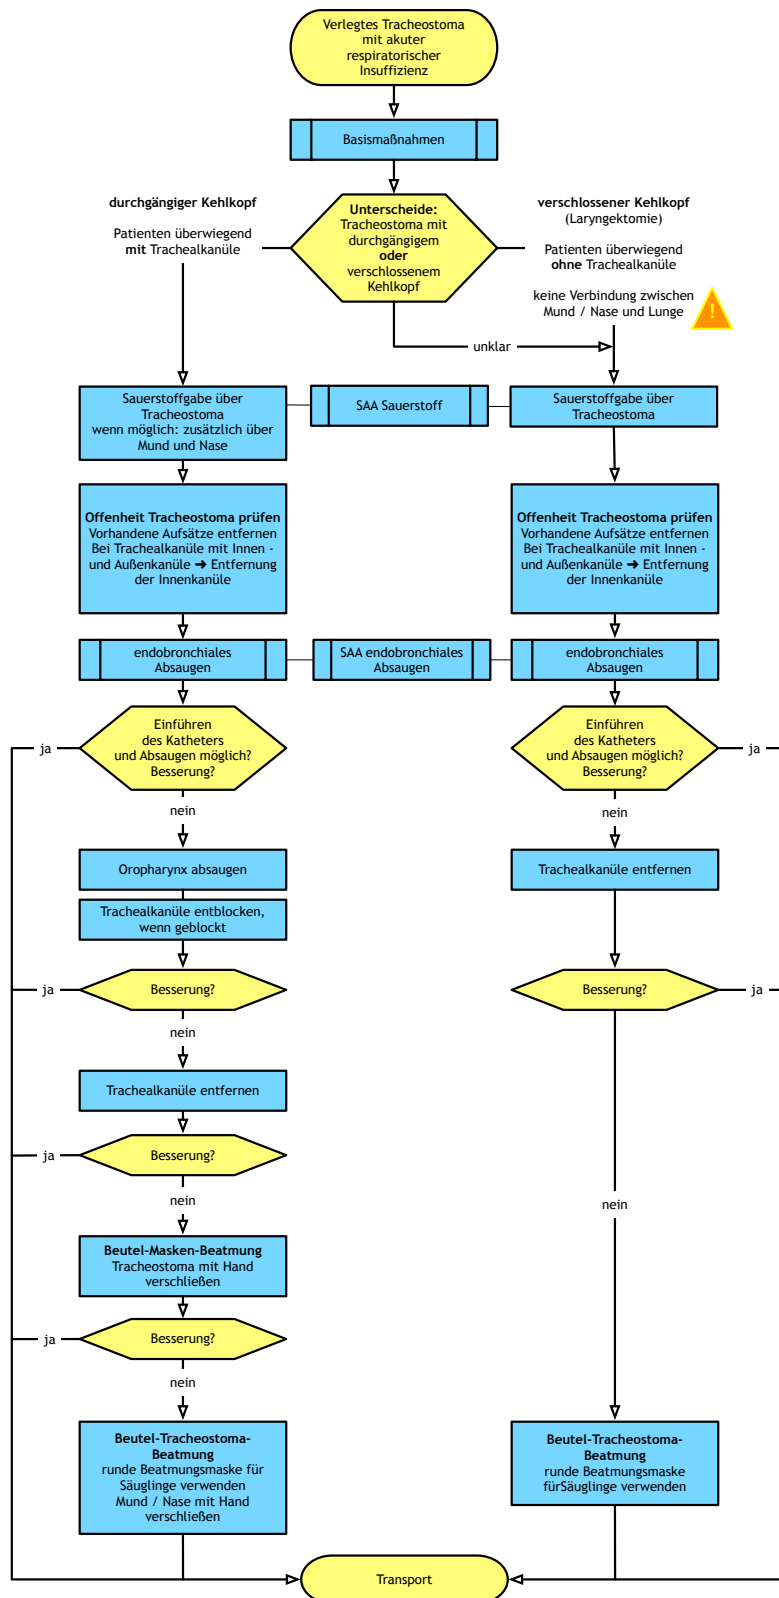 Verlegtes Tracheostoma
mit akuter
respiratorischer
Insuffizienz
Basismaßnahmen
durchgängiger Kehlkopf
Patienten überwiegend
mit Trachealkanüle
Unterscheide:
Tracheostoma mit
durchgängigem
oder
verschlossenem
Kehlkopf
verschlossener Kehlkopf
(Laryngektomie)
Patienten überwiegend
ohne Trachealkanüle
keine Verbindung zwischen
Mund / Nase und Lunge
!
unklar
Sauerstoffgabe über
Tracheostoma
wenn möglich: zusätzlich über
Mund und Nase
SAA Sauerstoff
Sauerstoffgabe über
Tracheostoma
Offenheit Tracheostoma prüfen
Vorhandene Aufsätze entfernen
Bei Trachealkanüle mit Innen -
und Außenkanüle ➜ Entfernung
der Innenkanüle
Offenheit Tracheostoma prüfen
Vorhandene Aufsätze entfernen
Bei Trachealkanüle mit Innen -
und Außenkanüle ➜ Entfernung
der Innenkanüle
endobronchiales
Absaugen
SAA endobronchiales
Absaugen
endobronchiales
Absaugen
ja
Einführen
des Katheters
und Absaugen möglich?
Besserung?
Einführen
des Katheters
und Absaugen möglich?
Besserung?
ja
nein
nein
Oropharynx absaugen
Trachealkanüle entfernen
Trachealkanüle entblocken,
wenn geblockt
ja
Besserung?
Besserung?
ja
nein
Trachealkanüle entfernen
ja
Besserung?
nein
nein
Beutel-Masken-Beatmung
Tracheostoma mit Hand
verschließen
ja
Besserung?
nein
Beutel-Tracheostoma-
Beatmung
runde Beatmungsmaske für
Säuglinge verwenden
Mund / Nase mit Hand
verschließen
Beutel-Tracheostoma-
Beatmung
runde Beatmungsmaske
fürSäuglinge verwenden
Transport